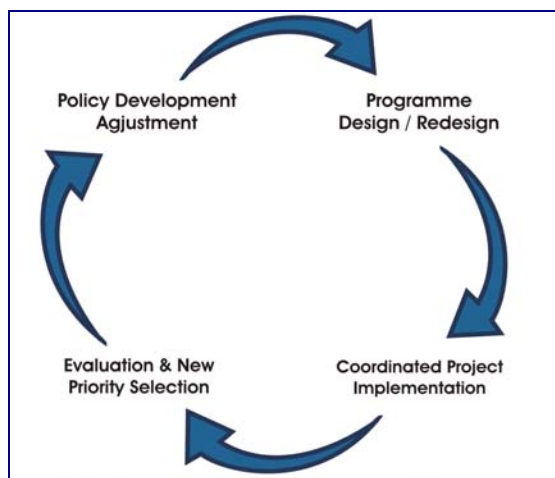 Policy Development
Agjustment
Programme
Design / Redesign
Evaluation & New
Priority Selection
Coordinated Project
Implementation